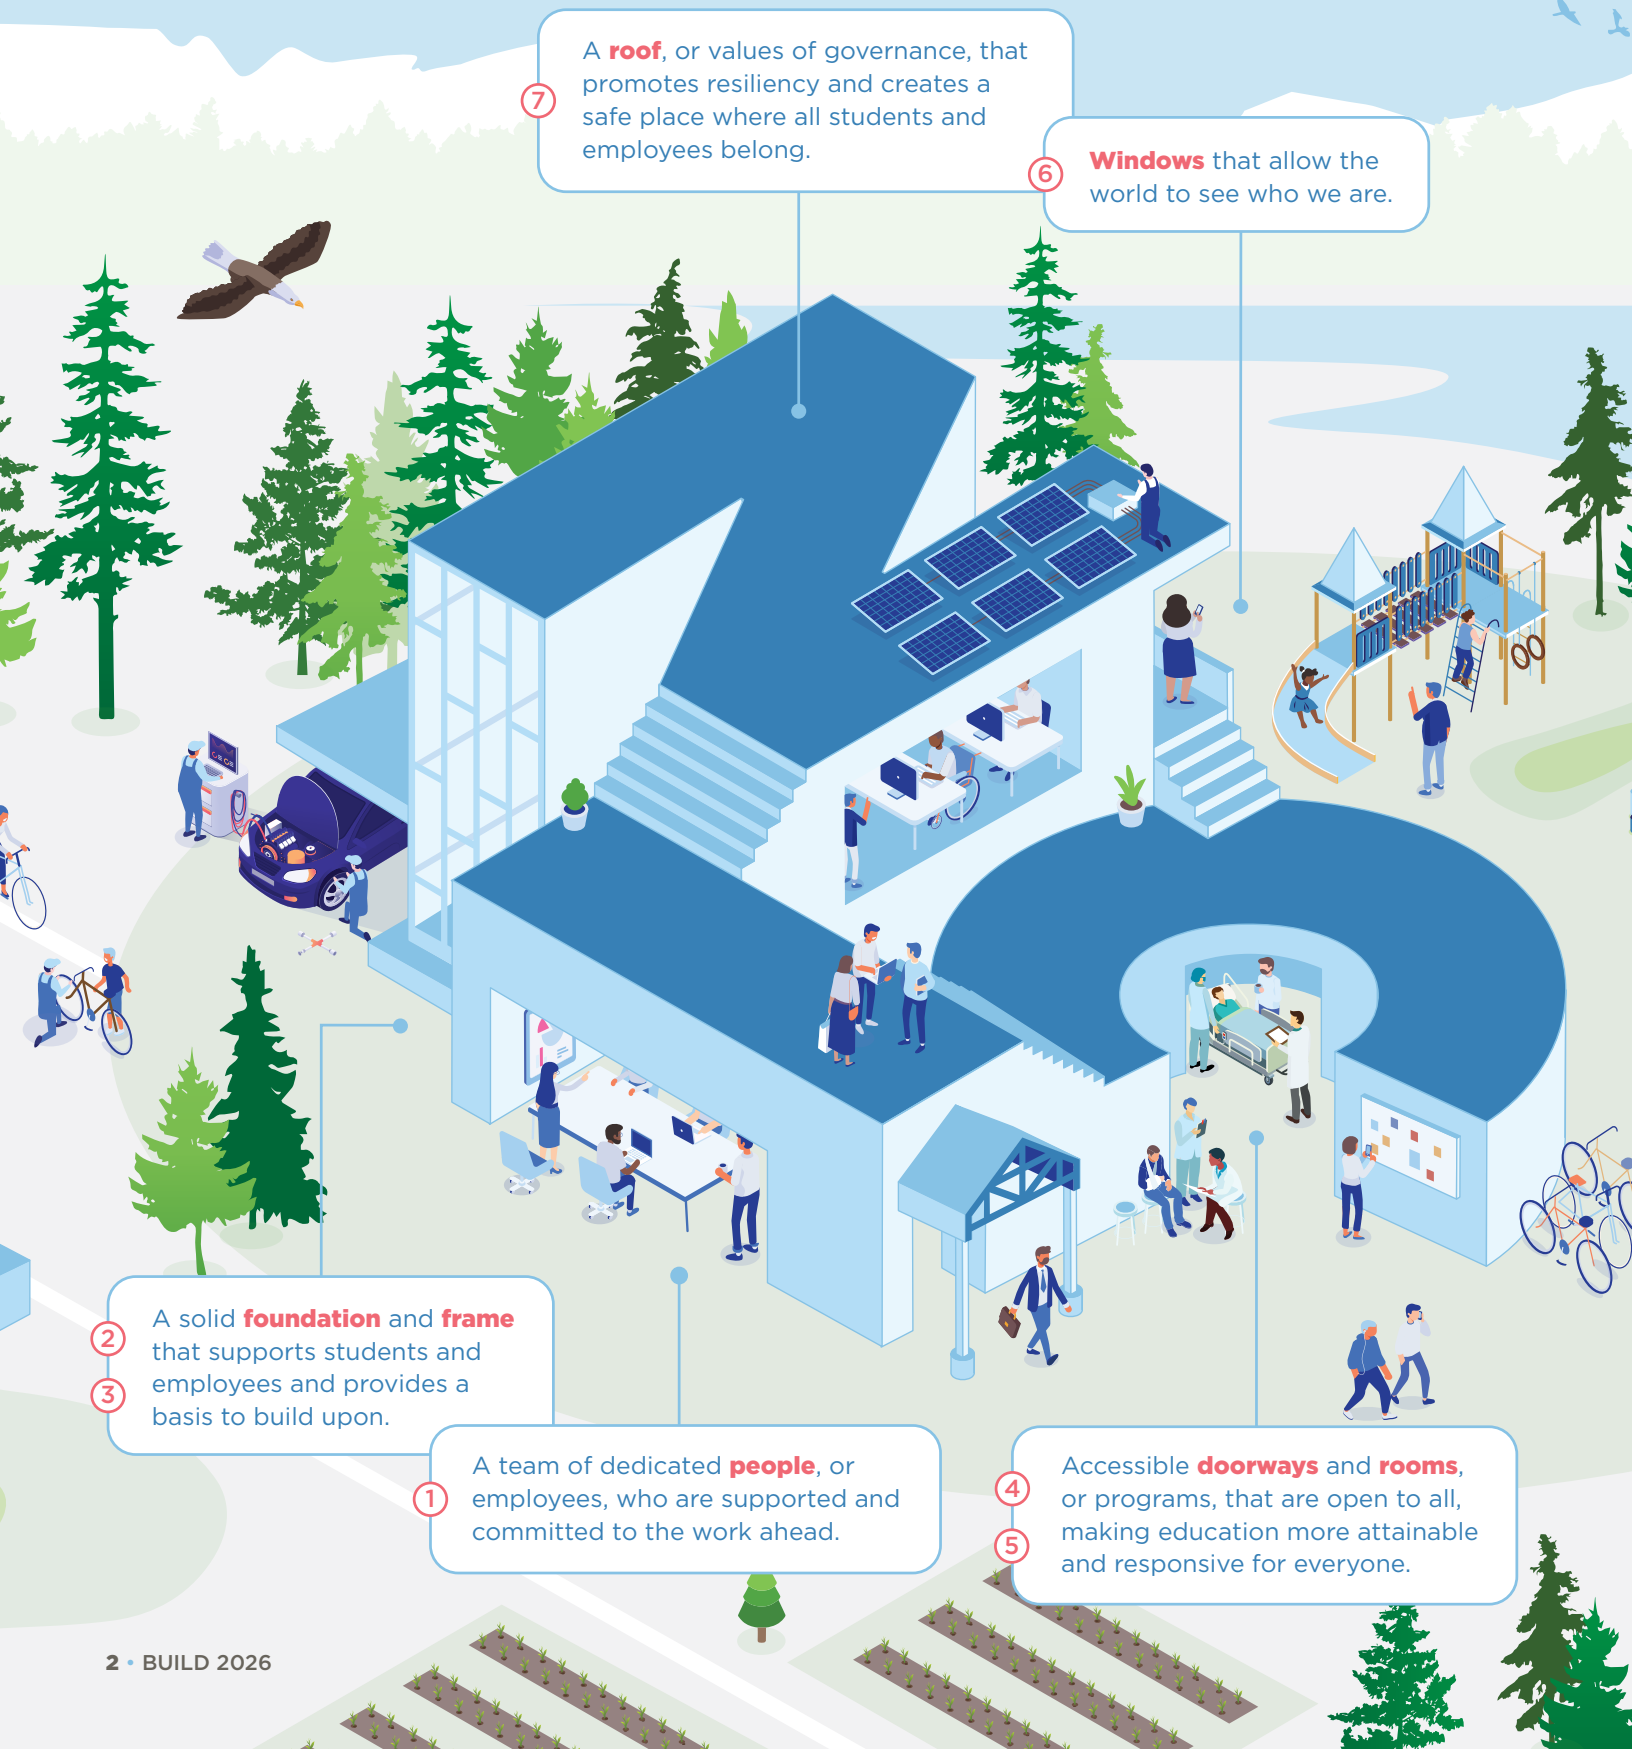 A roof, or values of governance, that
promotes resiliency and creates a
safe place where all students and
employees belong.
7
Windows that allow the
world to see who we are.
6
A solid foundation and frame
that supports students and
employees and provides a
basis to build upon.
2
3
A team of dedicated people, or
employees, who are supported and
committed to the work ahead.
1
Accessible doorways and rooms,
or programs, that are open to all,
making education more attainable
and responsive for everyone.
4
5
2 • BUILD 2026